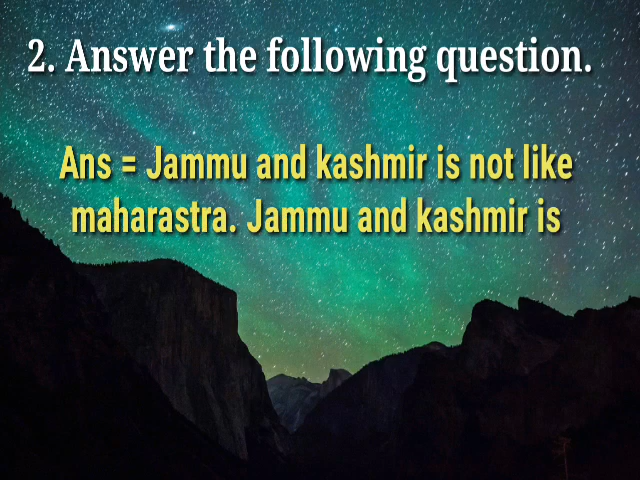 2. Answer the following question.
Ans = Jammu and kashmir is not like
maharastra. Jammu and kashmir is